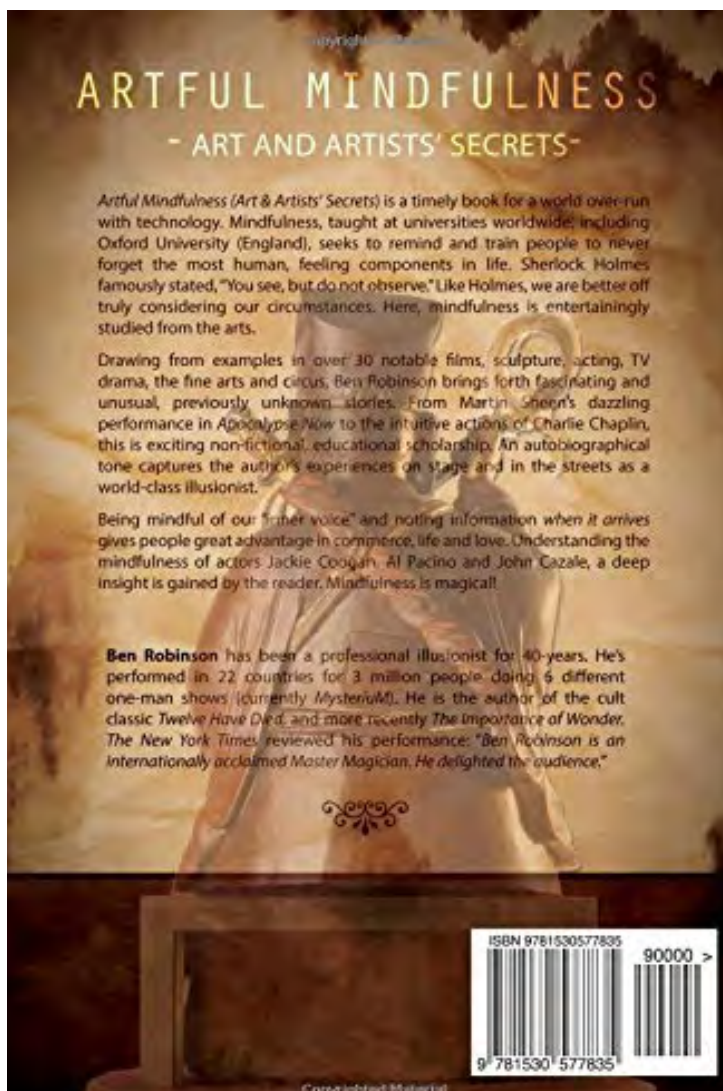 Copyrighted Material
ARTFUL MINDFULNESS
- ART AND ARTISTS' SECRETS-
Artful Mindfulness (Art & Artists' Secrets) is a timely book for a world over-run
with technology. Mindfulness, taught at universities worldwide, including
Oxford University (England), seeks to remind and train people to never
forget the most human, feeling components in life. Sherlock Holmes
famously stated, "You see, but do not observe." Like Holmes, we are better off
truly considering our circumstances. Here, mindfulness is entertainingly
studied from the arts.
Drawing from examples in over 30 notable films, sculpture, acting, TV
drama, the fine arts and circus, Ben Robinson brings forth fascinating and
unusual, previously unknown stories. From Martin Sheen's dazzling
performance in Apocalypse Now to the intuitive actions of Charlie Chaplin,
this is exciting non-fictional, educational scholarship. An autobiographical
tone captures the author's experiences on stage and in the streets as a
world-class illusionist.
Being mindful of our "inner voice" and noting information when it arrives
gives people great advantage in commerce, life and love. Understanding the
mindfulness of actors Jackie Coogan, Al Pacino and John Cazale, a deep
insight is gained by the reader. Mindfulness is magical!
Ben Robinson has been a professional illusionist for 40-years. He's
performed in 22 countries for 3 million people doing 6 different
one-man shows (currently MysteriuM). He is the author of the cult
classic Twelve Have Died, and more recently The Importance of Wonder.
The New York Times reviewed his performance: "Ben Robinson is an
internationally acclaimed Master Magician. He delighted the audience."
ISBN 9781530577835
90000 >
9 781530 577835
Copyrighted Material